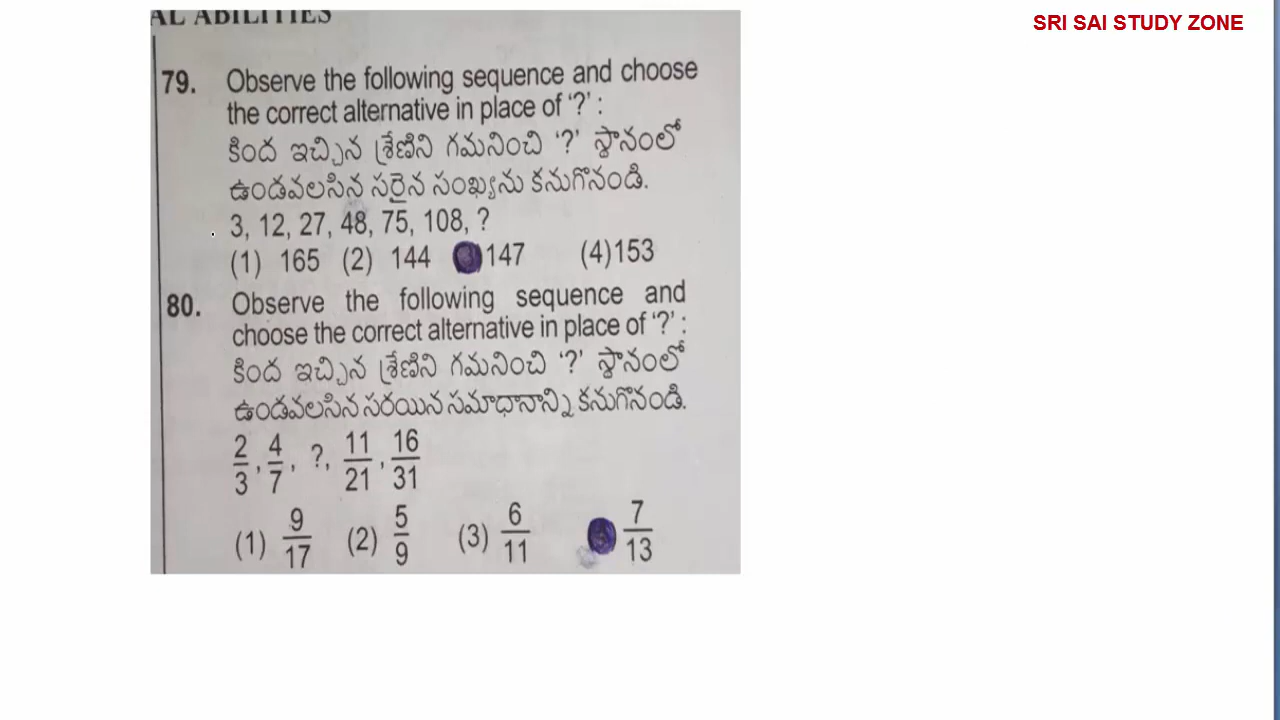 SRI SAI STUDY ZONE
AL ABILITIES
79. Observe the following sequence and choose
the correct alternative in place of ‘?’ :
కింద ఇచ్చిన శ్రేణిని గమనించి ‘?’ స్థానంలో
ఉండవలసిన సరైన సంఖ్యను కనుగొనండి.
3, 12, 27, 48, 75, 108, ?
(1) 165 (2) 144 147 (4)153
80. Observe the following sequence and
choose the correct alternative in place of ‘?’ :
కింద ఇచ్చిన శ్రేణిని గమనించి ‘?’ స్థానంలో
ఉండవలసిన సరయిన సమాధానాన్ని కనుగొనండి.
2/3, 4/7, ?, 11/21, 16/31
(1) 9/17 (2) 5/9 (3) 6/11 7/13